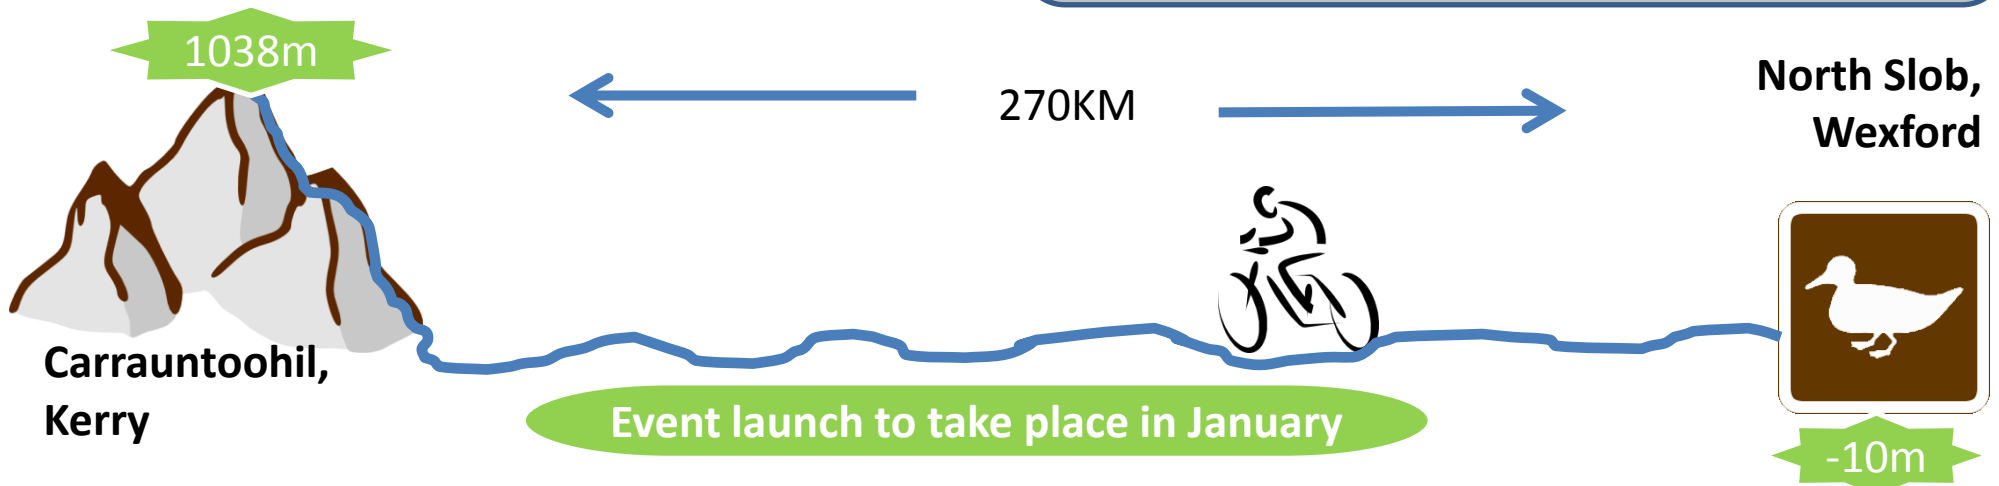 1038m
270KM
North Slob,
Wexford
Carrauntoohil,
Kerry
Event launch to take place in January
-10m